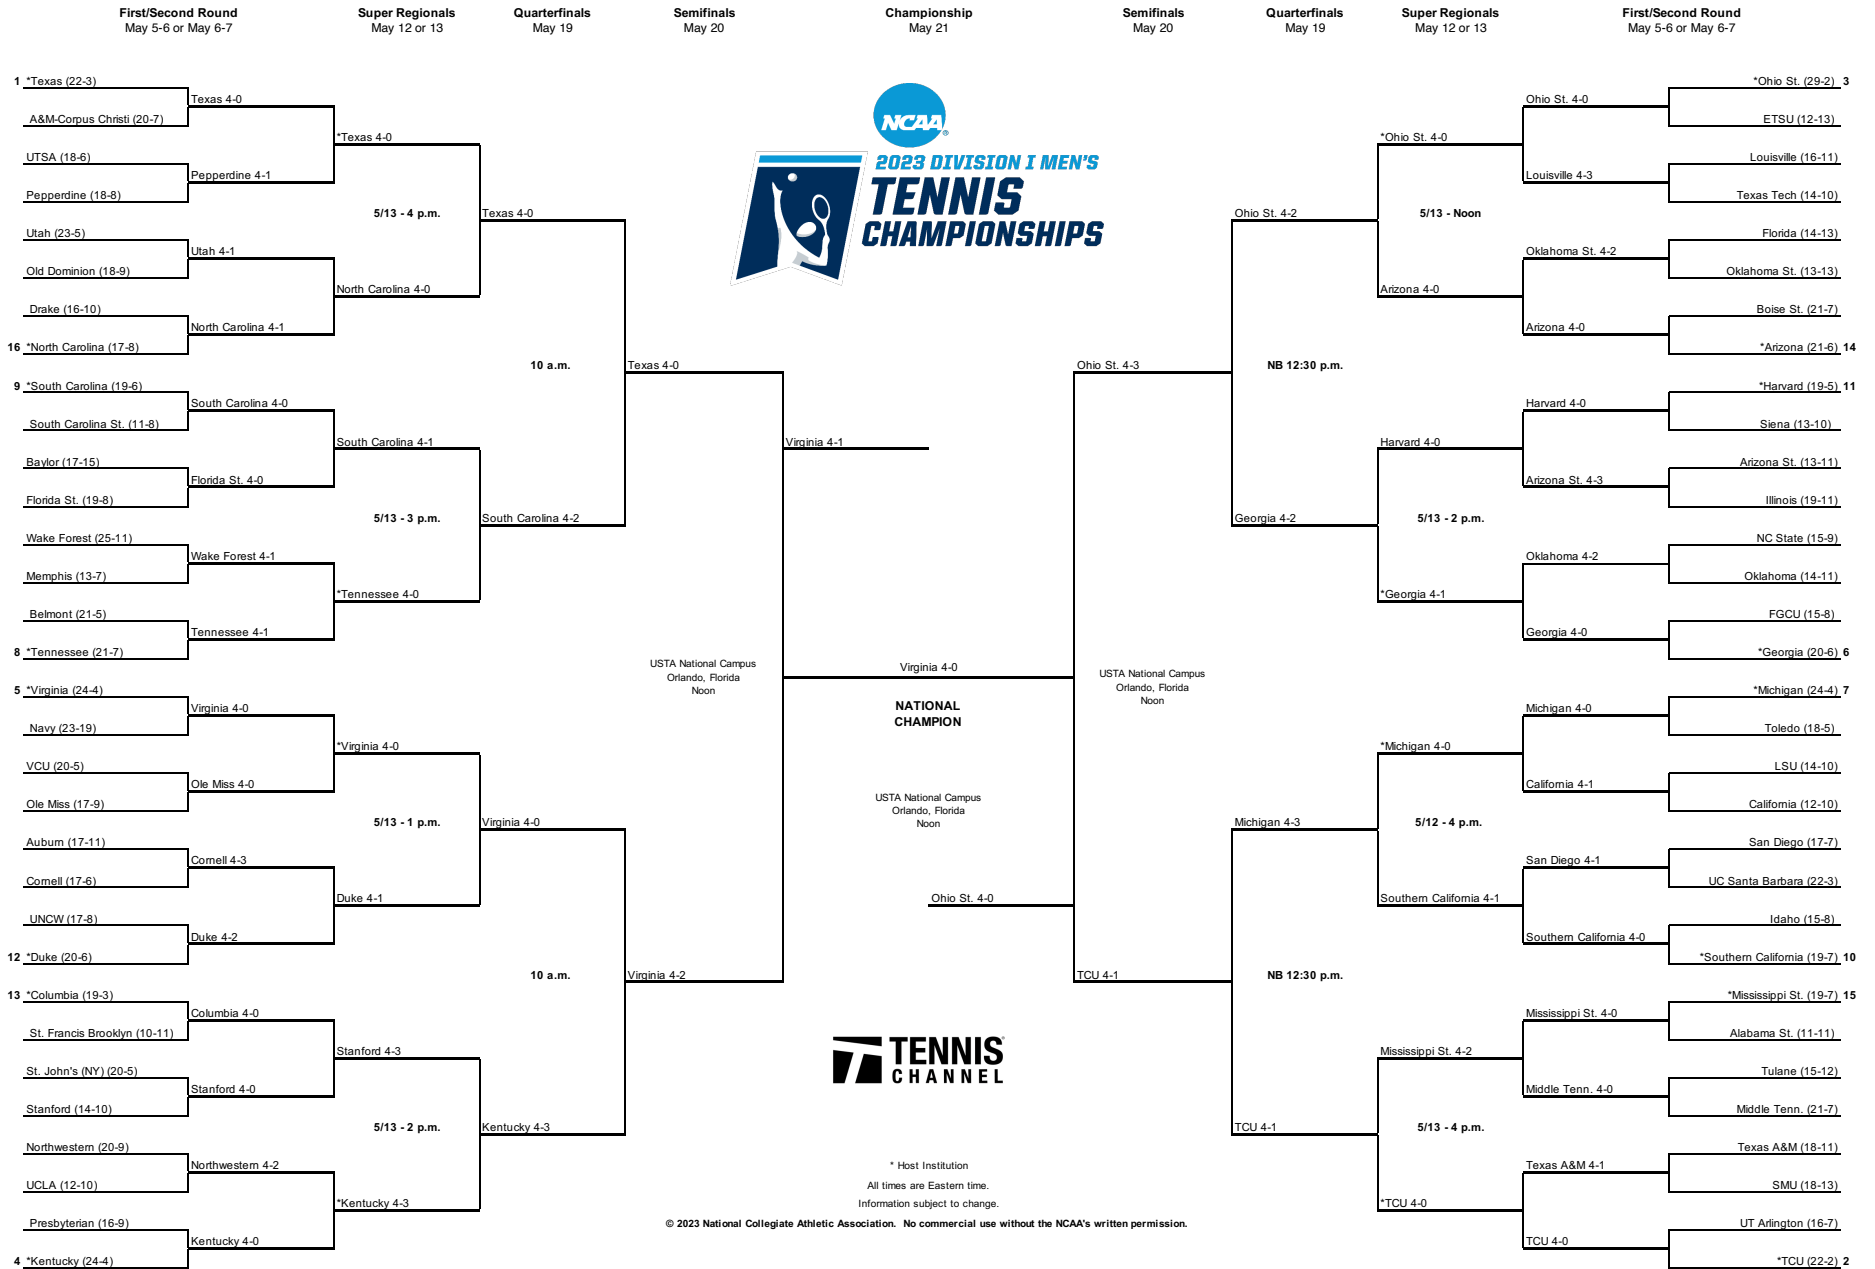 First/Second Round
May 5-6 or May 6-7
Super Regionals
May 12 or 13
Quarterfinals
May 19
Semifinals
May 20
Championship
May 21
Semifinals
May 20
Quarterfinals
May 19
Super Regionals
May 12 or 13
First/Second Round
May 5-6 or May 6-7
1 *Texas (22-3)
A&M-Corpus Christi (20-7)
UTSA (18-6)
Pepperdine (18-8)
Utah (23-5)
Old Dominion (18-9)
Drake (16-10)
16 *North Carolina (17-8)
9 *South Carolina (19-6)
South Carolina St. (11-8)
Baylor (17-15)
Florida St. (19-8)
Wake Forest (25-11)
Memphis (13-7)
Belmont (21-5)
8 *Tennessee (21-7)
5 *Virginia (24-4)
Navy (23-19)
VCU (20-5)
Ole Miss (17-9)
Auburn (17-11)
Cornell (17-6)
UNCW (17-8)
12 *Duke (20-6)
13 *Columbia (19-3)
St. Francis Brooklyn (10-11)
St. John's (NY) (20-5)
Stanford (14-10)
Northwestern (20-9)
UCLA (12-10)
Presbyterian (16-9)
4 *Kentucky (24-4)
Texas 4-0
Pepperdine 4-1
Utah 4-1
North Carolina 4-1
South Carolina 4-0
Florida St. 4-0
Wake Forest 4-1
Tennessee 4-1
Virginia 4-0
Ole Miss 4-0
Cornell 4-3
Duke 4-2
Columbia 4-0
Stanford 4-0
Northwestern 4-2
Kentucky 4-0
*Texas 4-0
5/13 - 4 p.m.
North Carolina 4-0
South Carolina 4-1
5/13 - 3 p.m.
*Tennessee 4-0
*Virginia 4-0
5/13 - 1 p.m.
Duke 4-1
Stanford 4-3
5/13 - 2 p.m.
*Kentucky 4-3
Texas 4-0
10 a.m.
South Carolina 4-2
Virginia 4-0
10 a.m.
Kentucky 4-3
Texas 4-0
USTA National Campus
Orlando, Florida
Noon
Virginia 4-2
NCAA®
2023 DIVISION I MEN'S
TENNIS
CHAMPIONSHIPS
Virginia 4-1
Virginia 4-0
NATIONAL
CHAMPION
USTA National Campus
Orlando, Florida
Noon
Ohio St. 4-0
TENNIS
CHANNEL
* Host Institution
All times are Eastern time.
Information subject to change.
© 2023 National Collegiate Athletic Association. No commercial use without the NCAA's written permission.
Ohio St. 4-3
USTA National Campus
Orlando, Florida
Noon
TCU 4-1
Ohio St. 4-2
NB 12:30 p.m.
Georgia 4-2
Michigan 4-3
NB 12:30 p.m.
TCU 4-1
*Ohio St. 4-0
5/13 - Noon
Arizona 4-0
Harvard 4-0
5/13 - 2 p.m.
*Georgia 4-1
*Michigan 4-0
5/12 - 4 p.m.
Southern California 4-1
Mississippi St. 4-2
5/13 - 4 p.m.
*TCU 4-0
Ohio St. 4-0
Louisville 4-3
Oklahoma St. 4-2
Arizona 4-0
Harvard 4-0
Arizona St. 4-3
Oklahoma 4-2
Georgia 4-0
Michigan 4-0
California 4-1
San Diego 4-1
Southern California 4-0
Mississippi St. 4-0
Middle Tenn. 4-0
Texas A&M 4-1
TCU 4-0
*Ohio St. (29-2) 3
ETSU (12-13)
Louisville (16-11)
Texas Tech (14-10)
Florida (14-13)
Oklahoma St. (13-13)
Boise St. (21-7)
*Arizona (21-6) 14
*Harvard (19-5) 11
Siena (13-10)
Arizona St. (13-11)
Illinois (19-11)
NC State (15-9)
Oklahoma (14-11)
FGCU (15-8)
*Georgia (20-6) 6
*Michigan (24-4) 7
Toledo (18-5)
LSU (14-10)
California (12-10)
San Diego (17-7)
UC Santa Barbara (22-3)
Idaho (15-8)
*Southern California (19-7) 10
*Mississippi St. (19-7) 15
Alabama St. (11-11)
Tulane (15-12)
Middle Tenn. (21-7)
Texas A&M (18-11)
SMU (18-13)
UT Arlington (16-7)
*TCU (22-2) 2